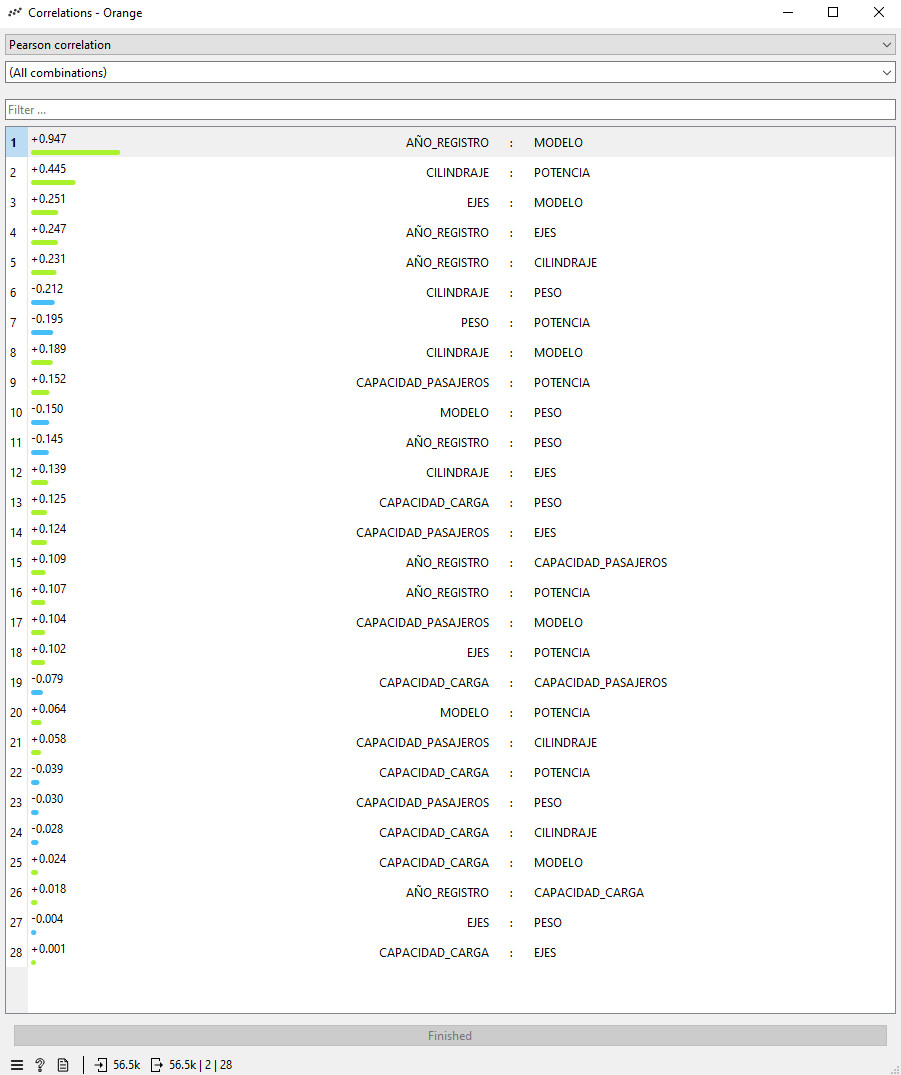 Correlations - Orange
Pearson correlation
(All combinations)
Filter ...
1 +0.947 AÑO_REGISTRO : MODELO
2 +0.445 CILINDRAJE : POTENCIA
3 +0.251 EJES : MODELO
4 +0.247 AÑO_REGISTRO : EJES
5 +0.231 AÑO_REGISTRO : CILINDRAJE
6 -0.212 CILINDRAJE : PESO
7 -0.195 PESO : POTENCIA
8 +0.189 CILINDRAJE : MODELO
9 +0.152 CAPACIDAD_PASAJEROS : POTENCIA
10 -0.150 MODELO : PESO
11 -0.145 AÑO_REGISTRO : PESO
12 +0.139 CILINDRAJE : EJES
13 +0.125 CAPACIDAD_CARGA : PESO
14 +0.124 CAPACIDAD_PASAJEROS : EJES
15 +0.109 AÑO_REGISTRO : CAPACIDAD_PASAJEROS
16 +0.107 AÑO_REGISTRO : POTENCIA
17 +0.104 CAPACIDAD_PASAJEROS : MODELO
18 +0.102 EJES : POTENCIA
19 -0.079 CAPACIDAD_CARGA : CAPACIDAD_PASAJEROS
20 +0.064 MODELO : POTENCIA
21 +0.058 CAPACIDAD_PASAJEROS : CILINDRAJE
22 -0.039 CAPACIDAD_CARGA : POTENCIA
23 -0.030 CAPACIDAD_PASAJEROS : PESO
24 -0.028 CAPACIDAD_CARGA : CILINDRAJE
25 +0.024 CAPACIDAD_CARGA : MODELO
26 +0.018 AÑO_REGISTRO : CAPACIDAD_CARGA
27 -0.004 EJES : PESO
28 +0.001 CAPACIDAD_CARGA : EJES
Finished
? 56.5k 56.5k | 2 | 28